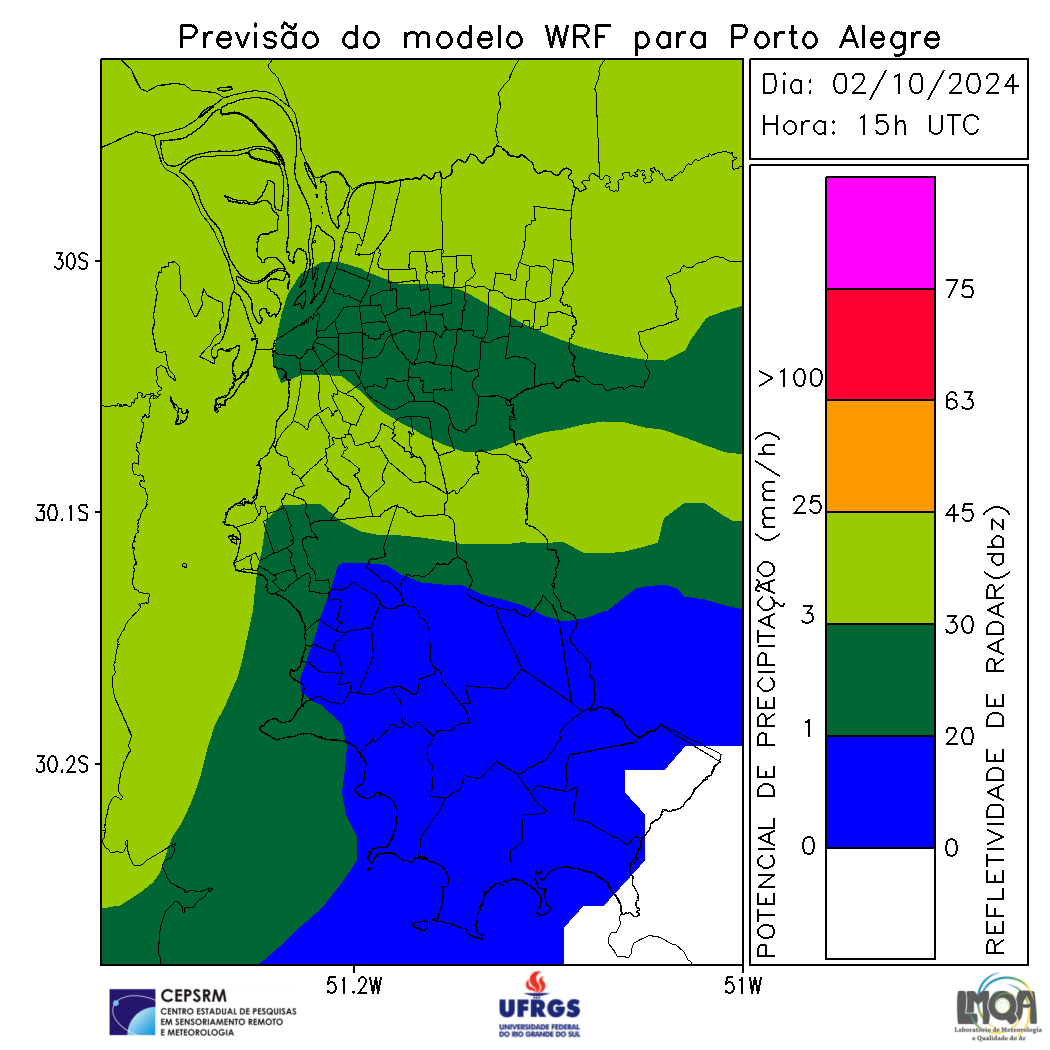 Previsão do modelo WRF para Porto Alegre
Dia: 02/10/2024
Hora: 15h UTC
30S
30.1S
30.2S
51.2W
51W
POTENCIAL DE PRECIPITAÇÃO (mm/h)
>100
25
3
1
0
75
63
45
30
20
0
REFLETIVIDADE DE RADAR(dbz)
CEPSRM
CENTRO ESTADUAL DE PESQUISAS
EM SENSORIAMENTO REMOTO
E METEOROLOGIA
UFRGS
UNIVERSIDADE FEDERAL
DO RIO GRANDE DO SUL
LMQA
Laboratório de Meteorologia
e Qualidade do Ar